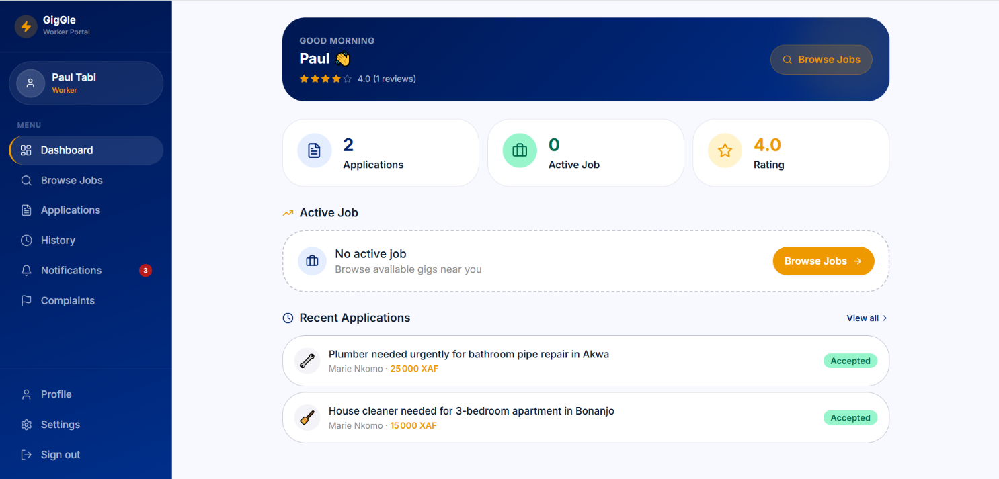 GigGle
Worker Portal
Paul Tabi
Worker
MENU
Dashboard
Browse Jobs
Applications
History
Notifications 3
Complaints
Profile
Settings
Sign out
GOOD MORNING
Paul 👋
4.0 (1 reviews)
Browse Jobs
2
Applications
0
Active Job
4.0
Rating
Active Job
No active job
Browse available gigs near you
Browse Jobs →
Recent Applications
View all >
Plumber needed urgently for bathroom pipe repair in Akwa
Marie Nkomo · 25 000 XAF
Accepted
House cleaner needed for 3-bedroom apartment in Bonanjo
Marie Nkomo · 15 000 XAF
Accepted